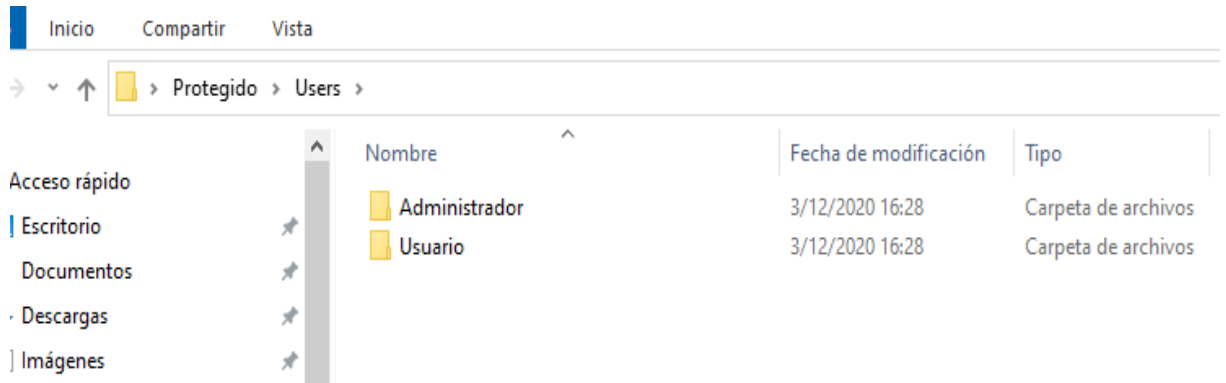 Inicio Compartir Vista
Protegido > Users >
Nombre Fecha de modificación Tipo
Acceso rápido
Administrador 3/12/2020 16:28 Carpeta de archivos
Escritorio
Usuario 3/12/2020 16:28 Carpeta de archivos
Documentos
Descargas
Imágenes